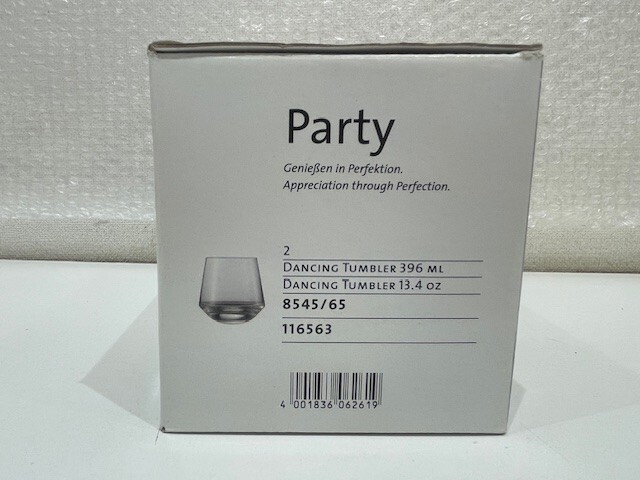 Party
Genießen in Perfektion.
Appreciation through Perfection.
2
Dancing Tumbler 396 ml
Dancing Tumbler 13.4 oz
8545/65
116563
4 001836 062619